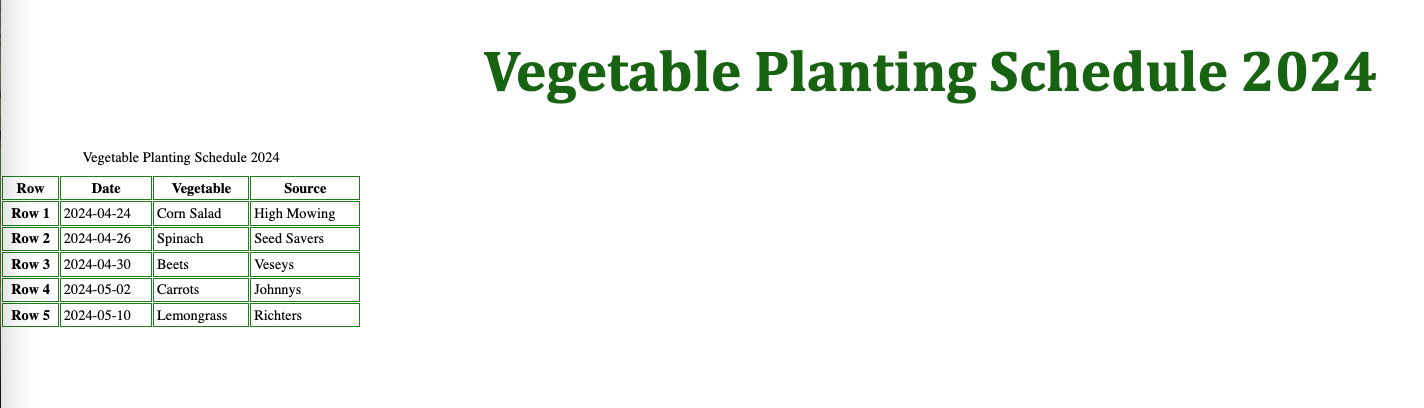 Vegetable Planting Schedule 2024
Vegetable Planting Schedule 2024
Row Date Vegetable Source
Row 1 2024-04-24 Corn Salad High Mowing
Row 2 2024-04-26 Spinach Seed Savers
Row 3 2024-04-30 Beets Veseys
Row 4 2024-05-02 Carrots Johnnys
Row 5 2024-05-10 Lemongrass Richters